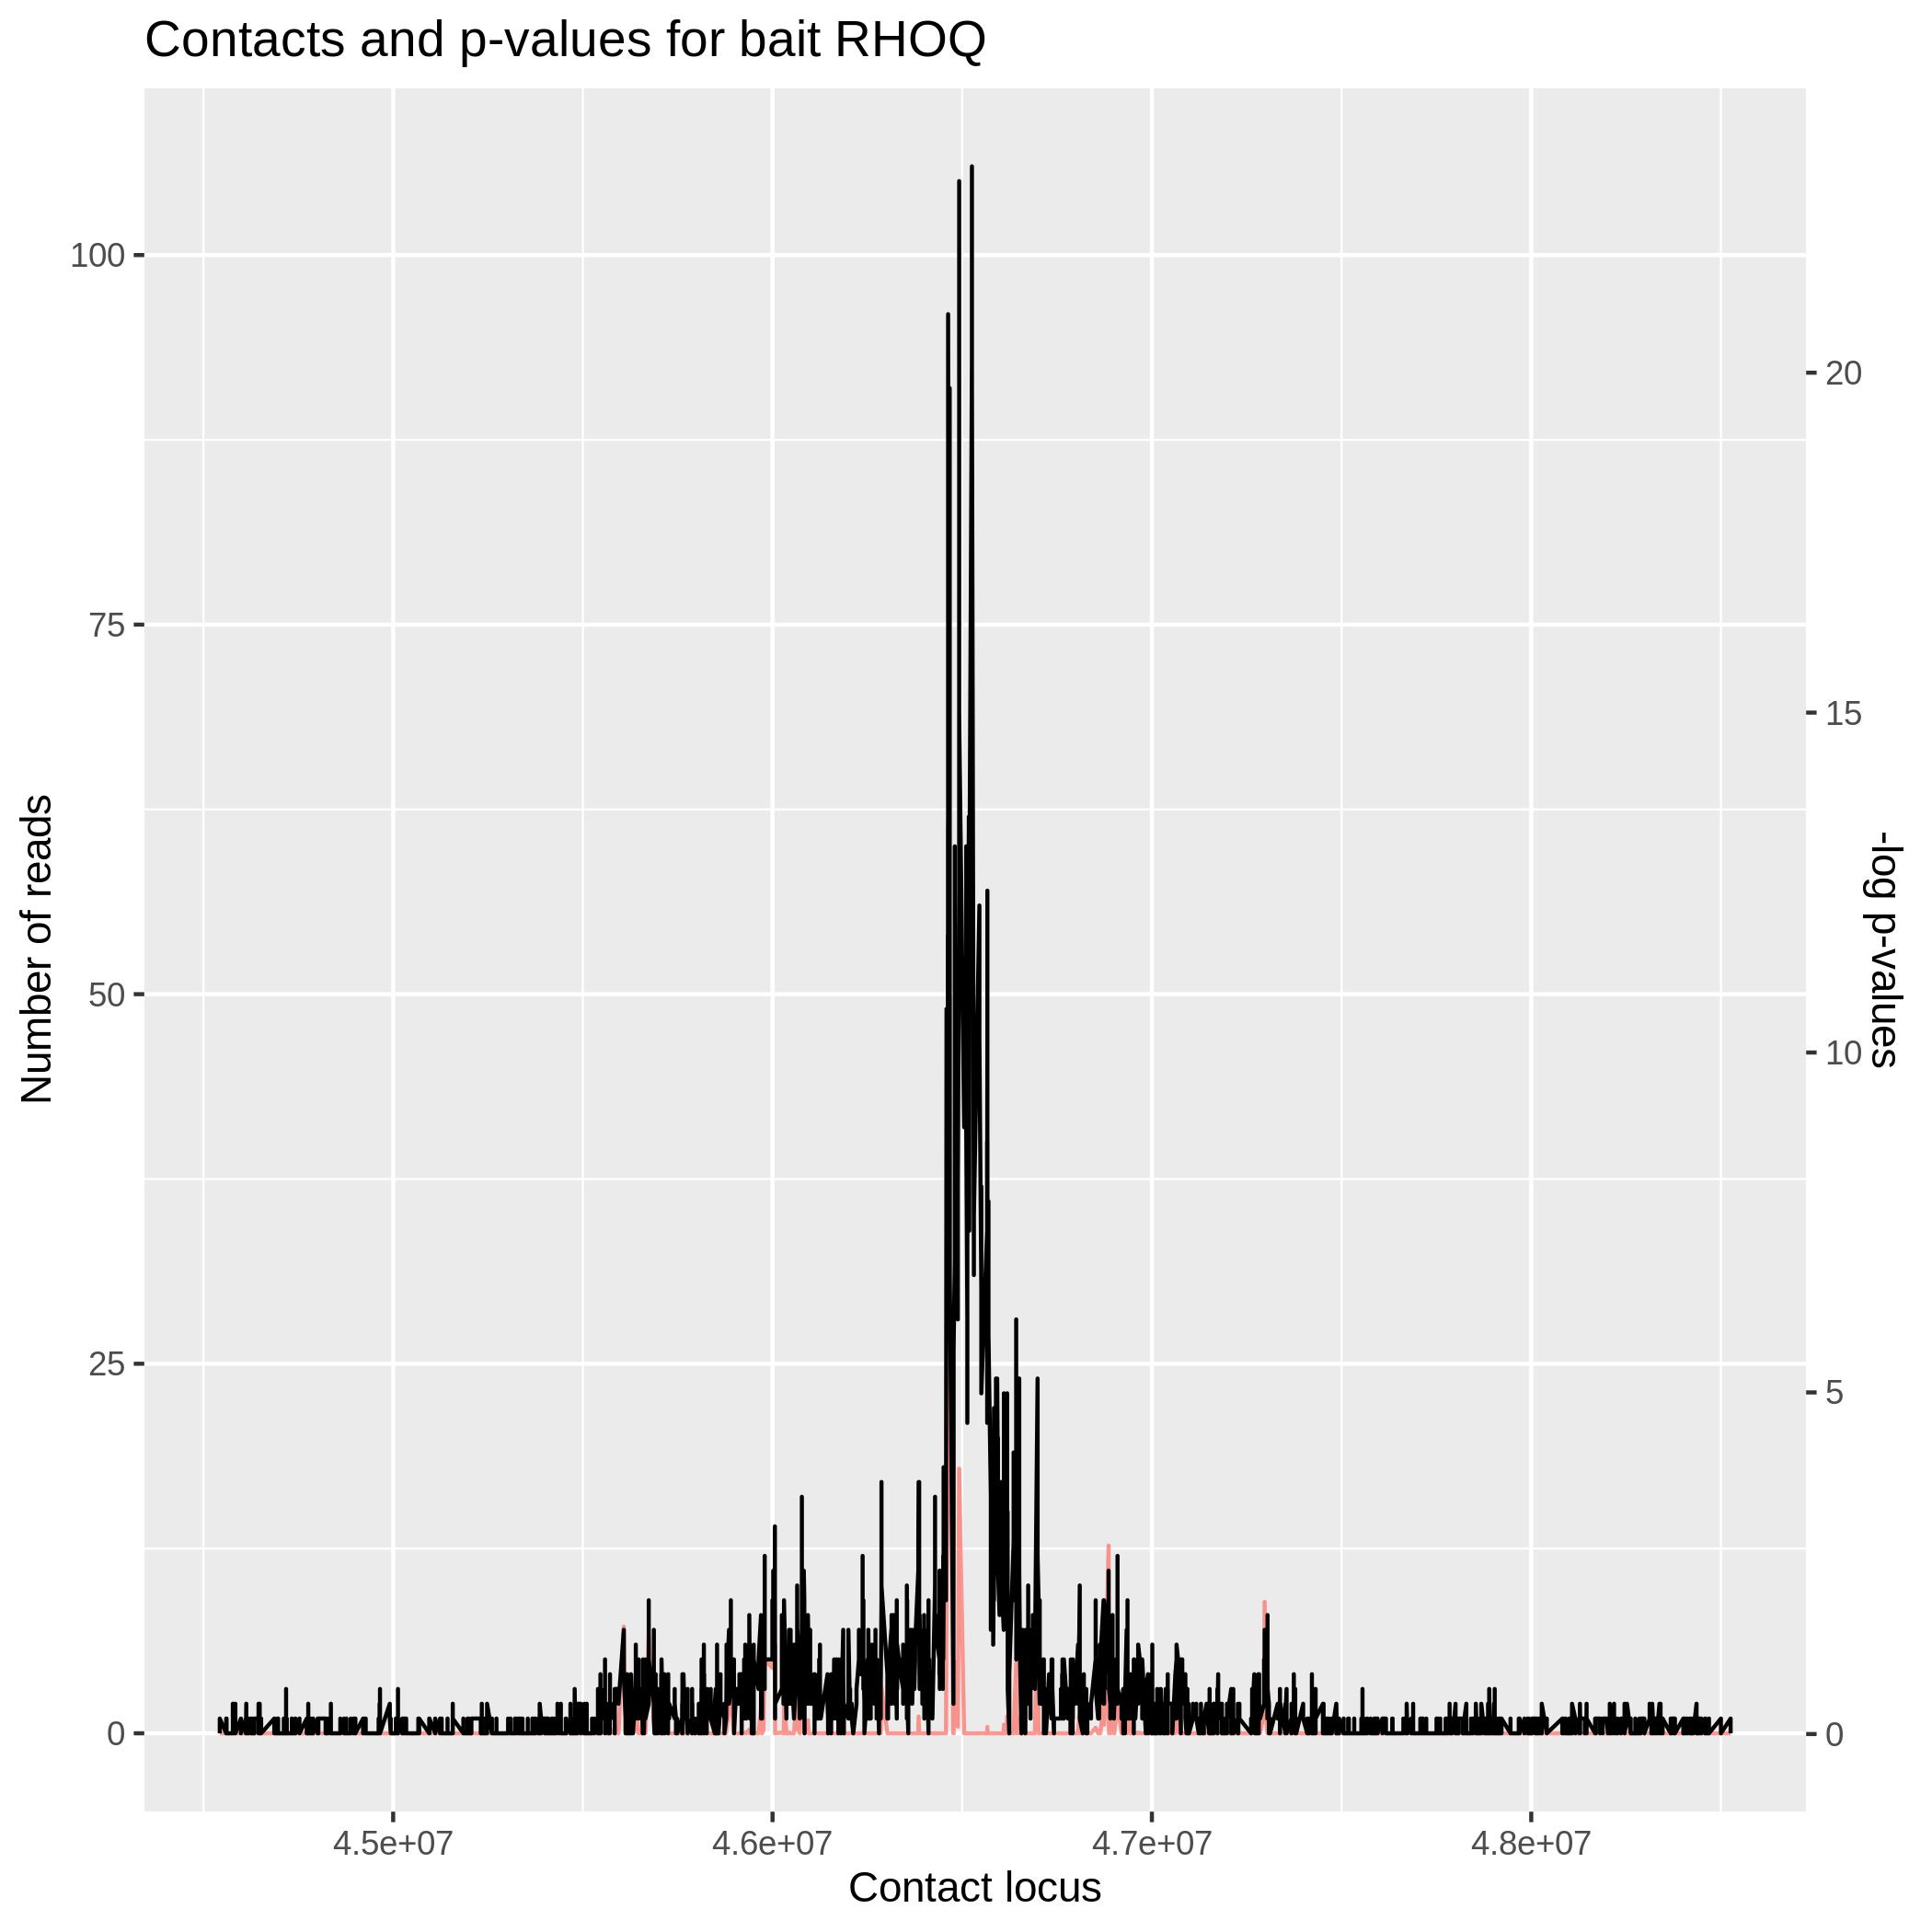 Contacts and p-values for bait RHOQ
100
75
50
25
0
Number of reads
20
15
10
5
0
-log p-values
4.5e+07 4.6e+07 4.7e+07 4.8e+07
Contact locus